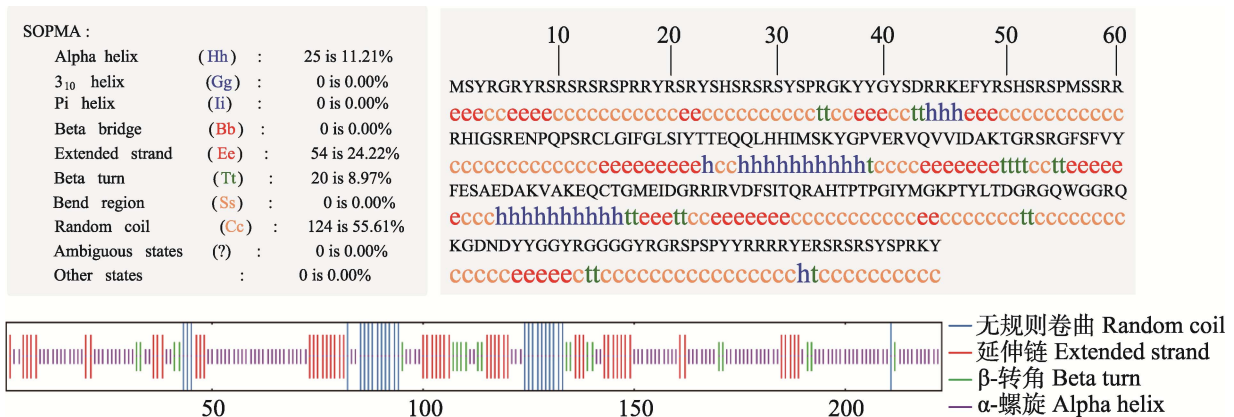 SOPMA :
Alpha helix (Hh) : 25 is 11.21%
3₁₀ helix (Gg) : 0 is 0.00%
Pi helix (Ii) : 0 is 0.00%
Beta bridge (Bb) : 0 is 0.00%
Extended strand (Ee) : 54 is 24.22%
Beta turn (Tt) : 20 is 8.97%
Bend region (Ss) : 0 is 0.00%
Random coil (Cc) : 124 is 55.61%
Ambiguous states (?) : 0 is 0.00%
Other states : 0 is 0.00%
10 20 30 40 50 60
MSYRGRYRSRSRSRSPRRYRSRYSHSRSRSYSPRGKYYGYSDRRKEFYRSHSRSPMSSRR
eeecceeeeccccccccccceeccccccccccttcceeecctthhheeeccccccccccc
RHIGSRENPQPSRCLGIFGLSIYTTEQQLHHIMSKYGPVERVQVVIDAKTGRSRGFSFVY
ccccccccccccceeeeeeeeehcchhhhhhhhhhtcccceeeeeeettttcctteeeee
FESAEDAKVAKEQCTGMEIDGRRIRVDFSITQRAHTPTPGIYMGKPTYLTDGRGQWGGRQ
eccchhhhhhhhhhtteeettcceeeeeeeccccccccccceecccccccttcccccccc
KGDNDYYGGYRGGGGYRGRSPSPYYRRRRYERSRSRSYSPRKY
ccccceeeeecttccccccccccccccccchtccccccccccc
50 100 150 200
无规则卷曲 Random coil
延伸链 Extended strand
β-转角 Beta turn
α-螺旋 Alpha helix